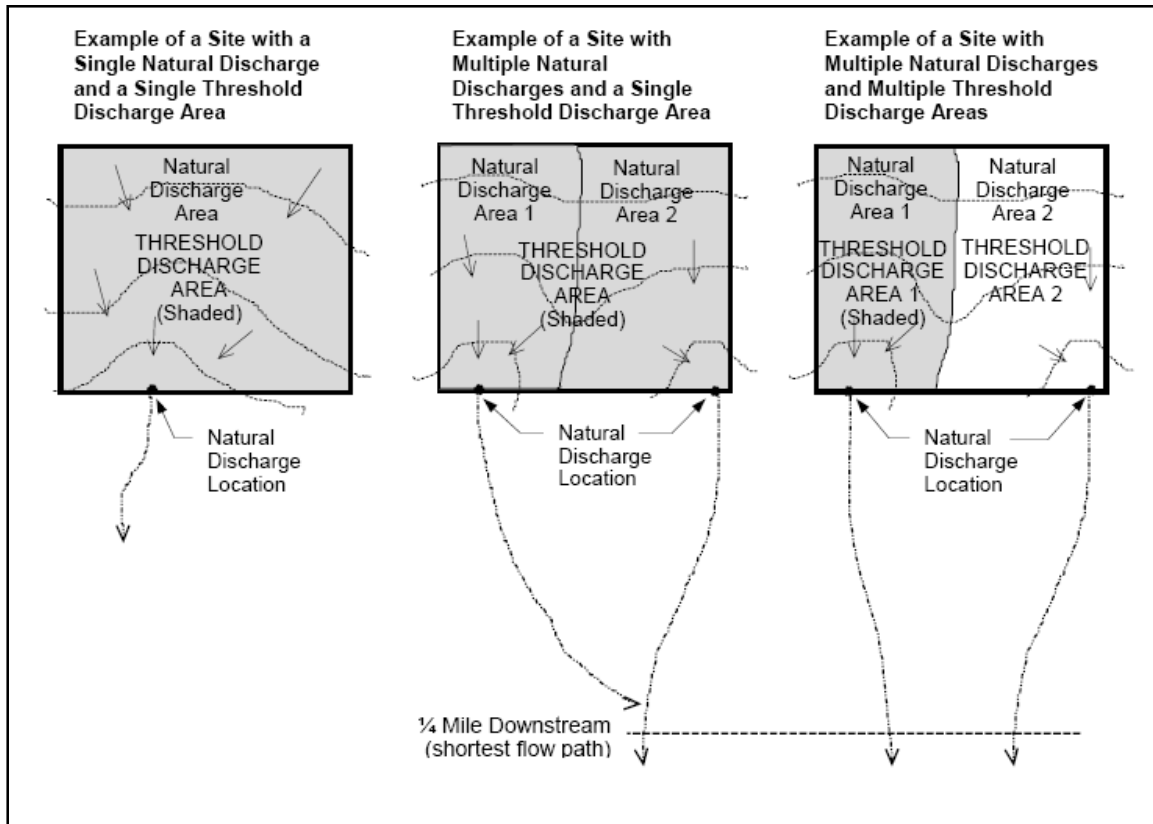 Example of a Site with a
Single Natural Discharge
and a Single Threshold
Discharge Area
Natural
Discharge
Area
THRESHOLD
DISCHARGE
AREA
(Shaded)
Natural
Discharge
Location
Example of a Site with
Multiple Natural
Discharges and a Single
Threshold Discharge Area
Natural
Discharge
Area 1
Natural
Discharge
Area 2
THRESHOLD
DISCHARGE
AREA
(Shaded)
Natural
Discharge
Location
Example of a Site with
Multiple Natural Discharges
and Multiple Threshold
Discharge Areas
Natural
Discharge
Area 1
Natural
Discharge
Area 2
THRESHOLD
DISCHARGE
AREA 1
(Shaded)
THRESHOLD
DISCHARGE
AREA 2
Natural
Discharge
Location
¼ Mile Downstream
(shortest flow path)